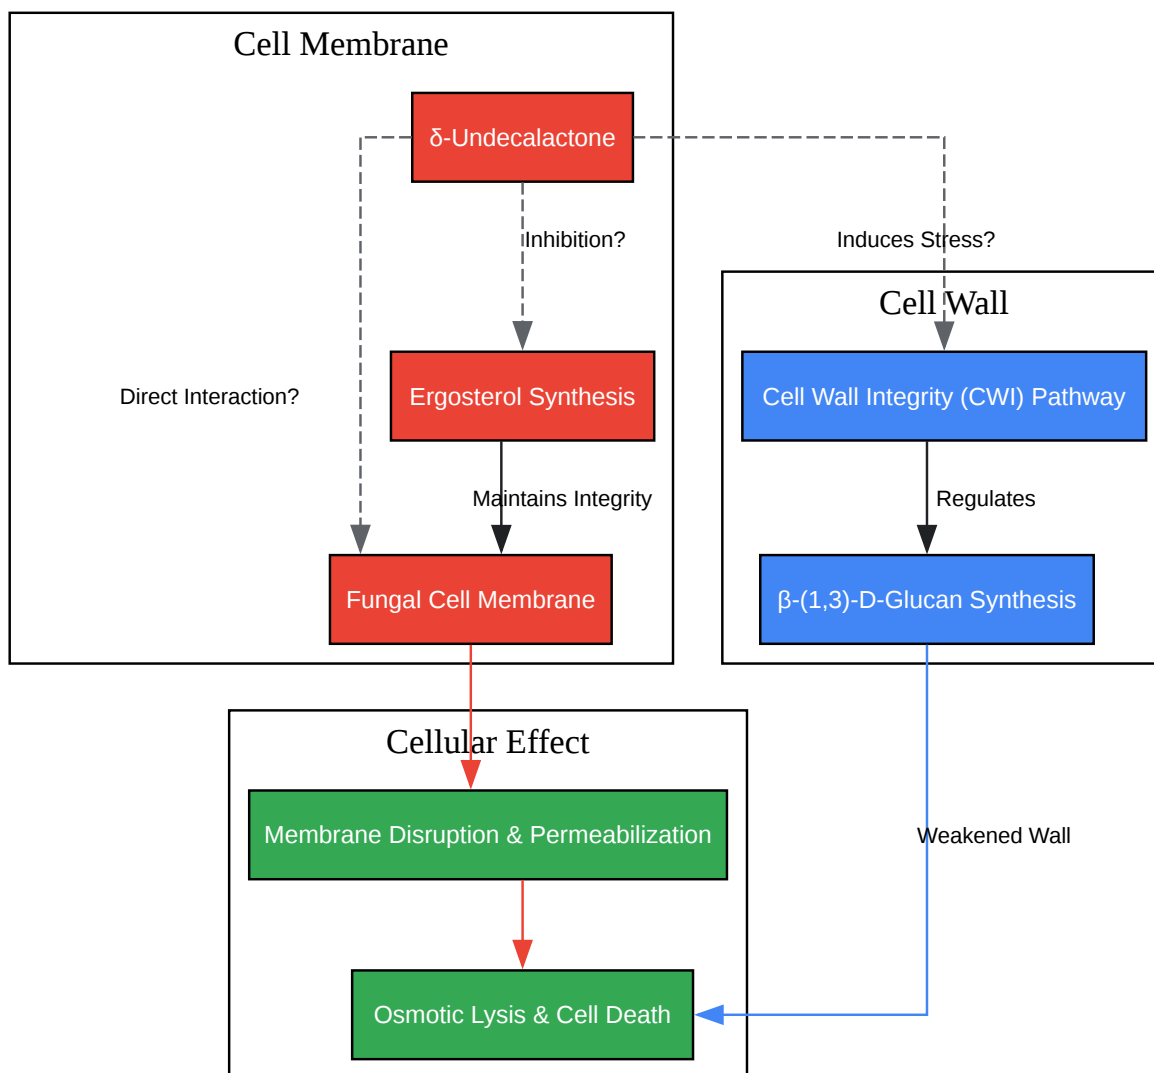 Cell Membrane
δ-Undecalactone
Inhibition?
Induces Stress?
Cell Wall
Ergosterol Synthesis
Cell Wall Integrity (CWI) Pathway
Direct Interaction?
Maintains Integrity
Regulates
Fungal Cell Membrane
β-(1,3)-D-Glucan Synthesis
Cellular Effect
Membrane Disruption & Permeabilization
Weakened Wall
Osmotic Lysis & Cell Death